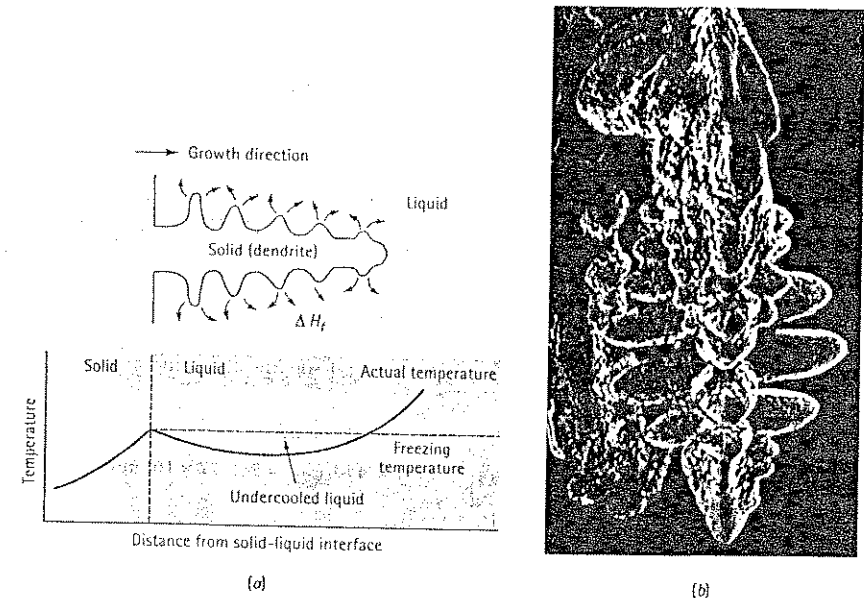 Growth direction
Liquid
Solid (dendrite)
Δ H_f
Solid
Liquid
Actual temperature
Temperature
Freezing
temperature
Undercooled liquid
Distance from solid-liquid interface
(a)
(b)